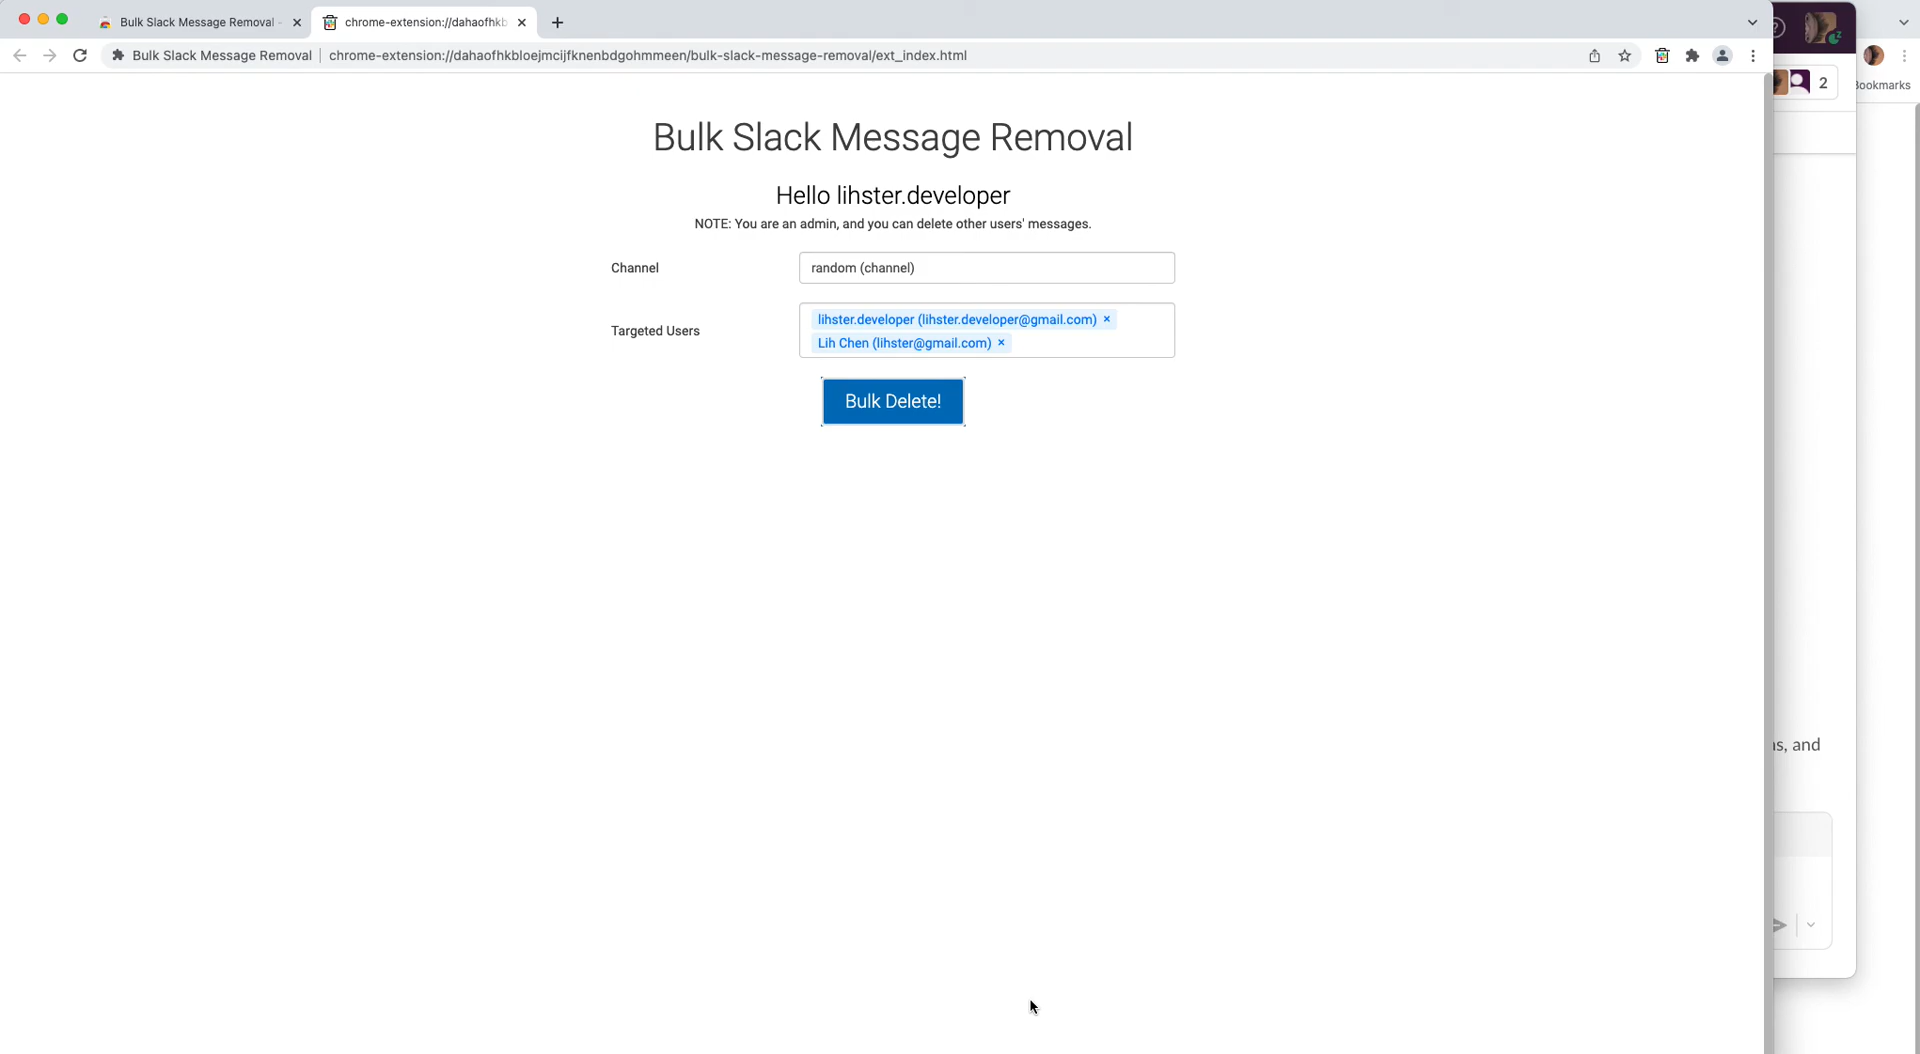 Bulk Slack Message Removal -
chrome-extension://dahaofhkb
Bulk Slack Message Removal
chrome-extension://dahaofhkbloejmcijfknenbdgohmmeen/bulk-slack-message-removal/ext_index.html
2
Bookmarks
Bulk Slack Message Removal
Hello lihster.developer
NOTE: You are an admin, and you can delete other users' messages.
Channel
random (channel)
Targeted Users
lihster.developer (lihster.developer@gmail.com) ×
Lih Chen (lihster@gmail.com) ×
Bulk Delete!
and